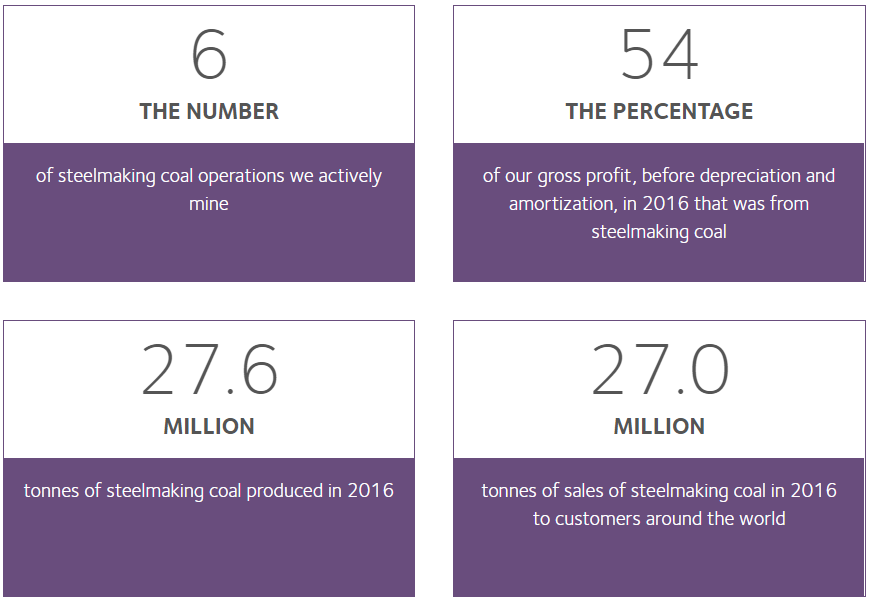 6
THE NUMBER
of steelmaking coal operations we actively
mine
54
THE PERCENTAGE
of our gross profit, before depreciation and
amortization, in 2016 that was from
steelmaking coal
27.6
MILLION
tonnes of steelmaking coal produced in 2016
27.0
MILLION
tonnes of sales of steelmaking coal in 2016
to customers around the world